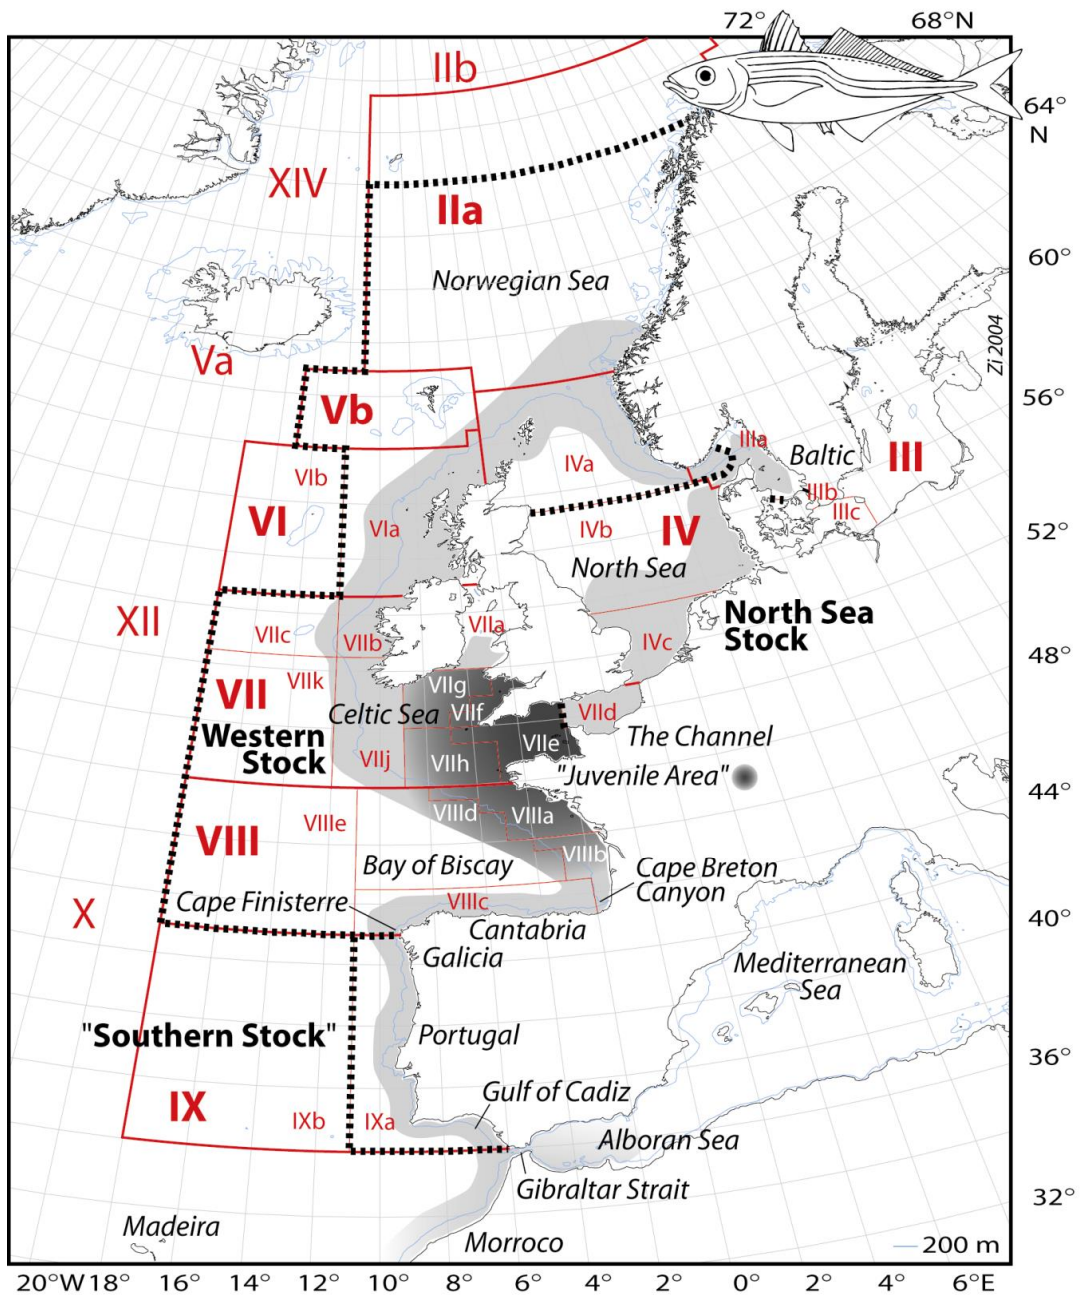 72°
68°N
IIb
64°
N
XIV
IIa
Norwegian Sea
60°
Zi 2004
Va
Vb
56°
IIIa
Baltic
III
IVa
VIb
IIIb
IIIc
VI
VIa
IVb
IV
52°
North Sea
XII
North Sea
Stock
VIIa
VIIc
VIIb
IVc
48°
VIIk
VIIg
VII
Celtic Sea
VIIf
VIId
Western
Stock
VIIe
The Channel
VIIj
VIIh
"Juvenile Area"
44°
VIIId
VIIIa
VIIIe
VIII
VIIIb
Bay of Biscay
Cape Breton
Canyon
VIIIc
Cape Finisterre
X
Cantabria
40°
Galicia
Mediterranean
Sea
"Southern Stock"
Portugal
36°
Gulf of Cadiz
IX
IXb
IXa
Alboran Sea
Gibraltar Strait
32°
Madeira
Morroco
200 m
20°W 18° 16° 14° 12° 10° 8° 6° 4° 2° 0° 2° 4° 6°E